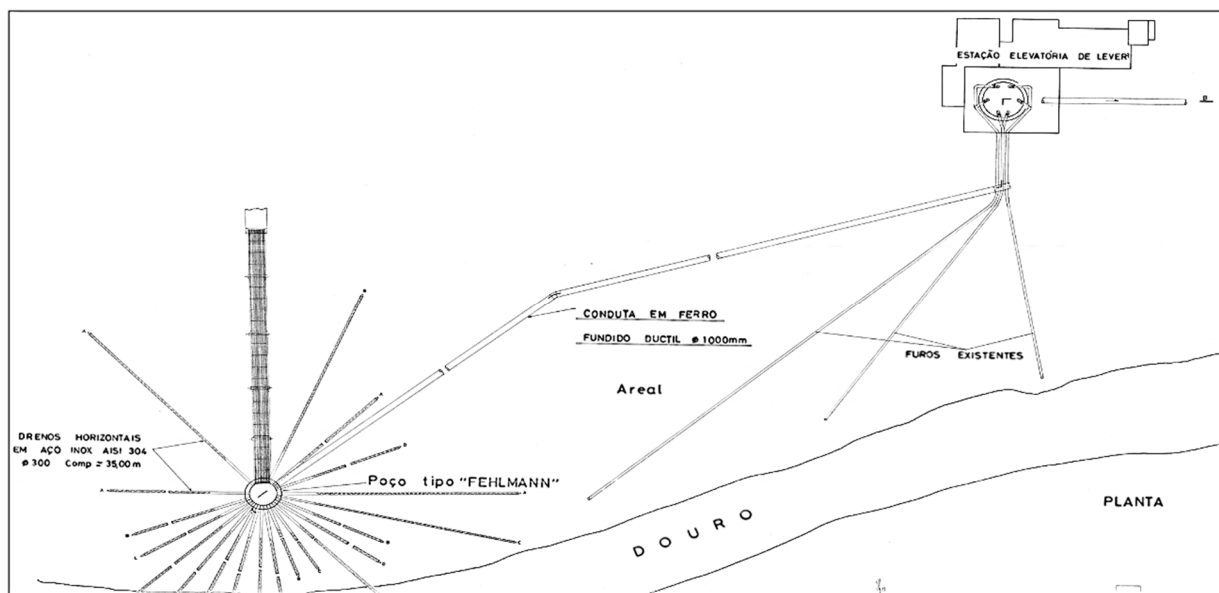 ESTAÇÃO ELEVATÓRIA DE LEVER
CONDUTA EM FERRO
FUNDIDO DUCTIL ø 1000mm
FUROS EXISTENTES
Areal
DRENOS HORIZONTAIS
EM AÇO INOX AISI 304
ø 300 Comp = 35,00 m
Poço tipo "FEHLMANN"
PLANTA
DOURO